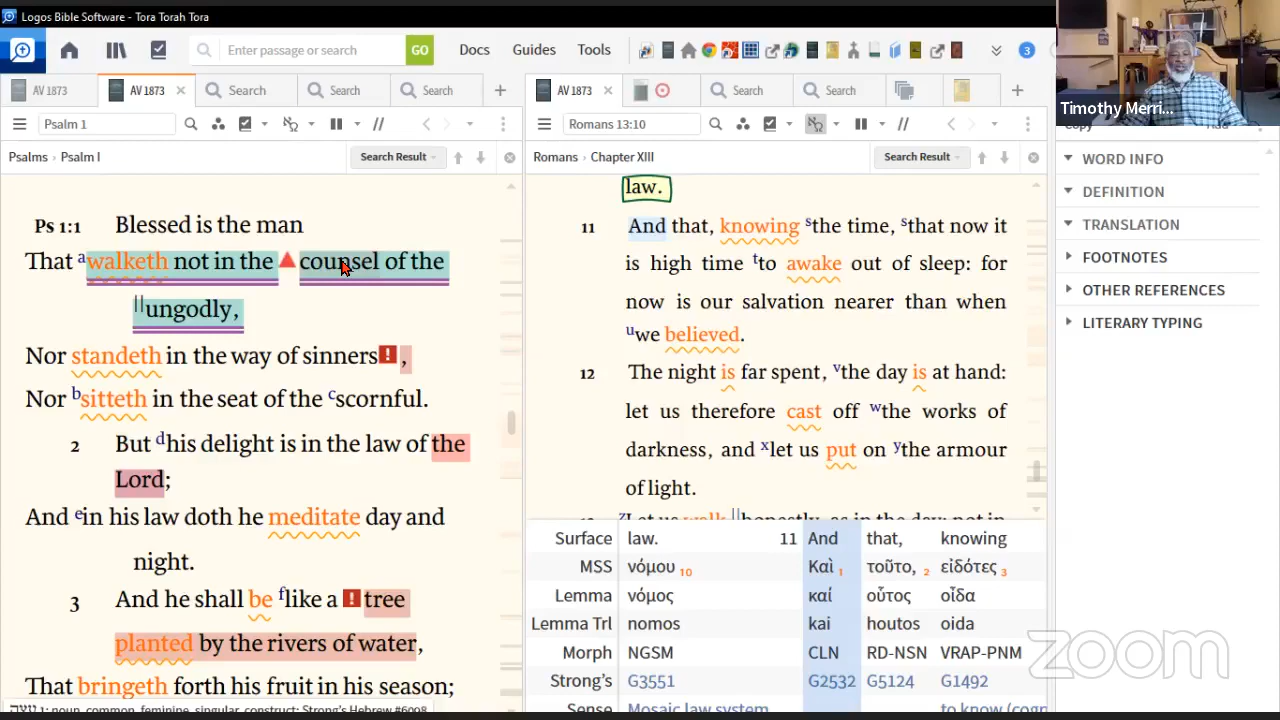 Logos Bible Software - Tora Torah Tora
Enter passage or search
GO
Docs
Guides
Tools
3
Timothy Merri...
AV 1873
AV 1873
Search
Search
Search
AV 1873
Search
Search
Psalm 1
Romans 13:10
Psalms › Psalm I
Search Result
Romans › Chapter XIII
Search Result
Ps 1:1 Blessed is the man
That ᵃwalketh not in the counsel of the
||ungodly,
Nor standeth in the way of sinners,
Nor ᵇsitteth in the seat of the ᶜscornful.
2 But ᵈhis delight is in the law of the
Lord;
And ᵉin his law doth he meditate day and
night.
3 And he shall be ᶠlike a tree
planted by the rivers of water,
That bringeth forth his fruit in his season;
law.
11 And that, knowing ˢthe time, ˢthat now it
is high time ᵗto awake out of sleep: for
now is our salvation nearer than when
ᵘwe believed.
12 The night is far spent, ᵛthe day is at hand:
let us therefore cast off ʷthe works of
darkness, and ˣlet us put on ʸthe armour
of light.
Surface law. 11 And that, knowing
MSS νόμου 10 Καὶ 1 τοῦτο, 2 εἰδότες 3
Lemma νόμος καί οὗτος οἶδα
Lemma Trl nomos kai houtos oida
Morph NGSM CLN RD-NSN VRAP-PNM
Strong's G3551 G2532 G5124 G1492
Sense Mosaic law system to know (cogn
WORD INFO
DEFINITION
TRANSLATION
FOCUSNOTES
OTHER REFERENCES
LITERARY TYPING
zoom